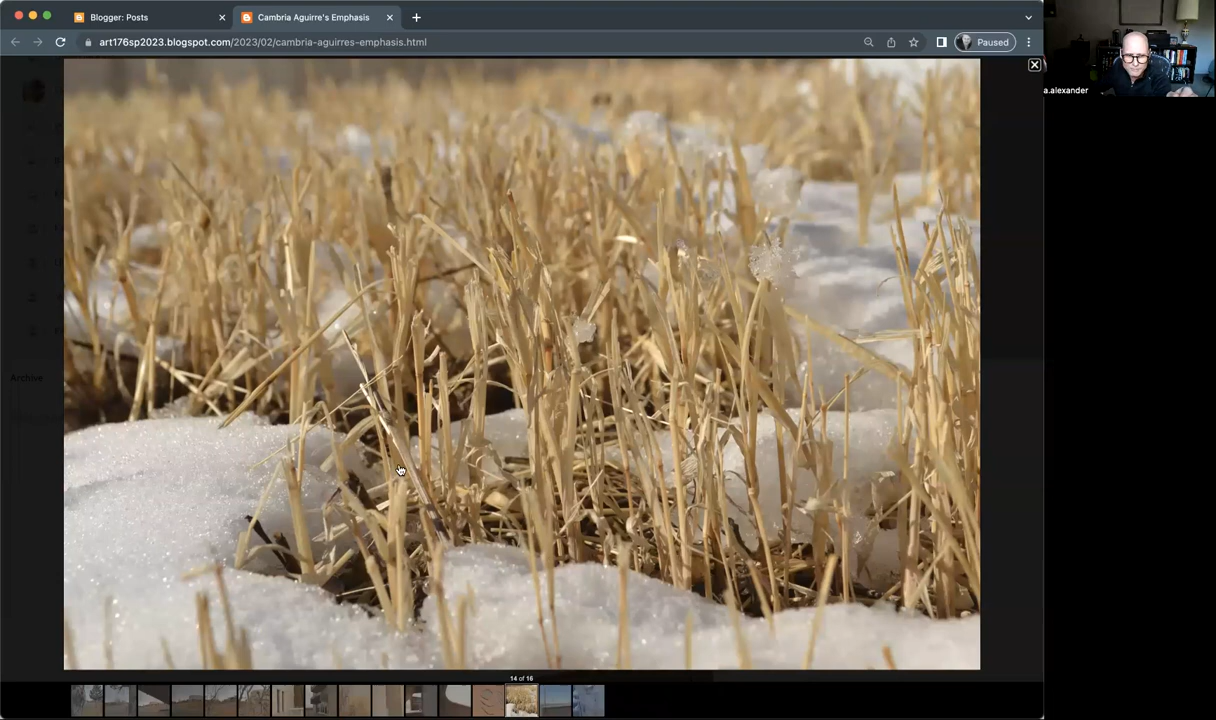 Blogger: Posts
Cambria Aguirre's Emphasis
art176sp2023.blogspot.com/2023/02/cambria-aguirres-emphasis.html
Paused
a.alexander
Archive
14 of 16